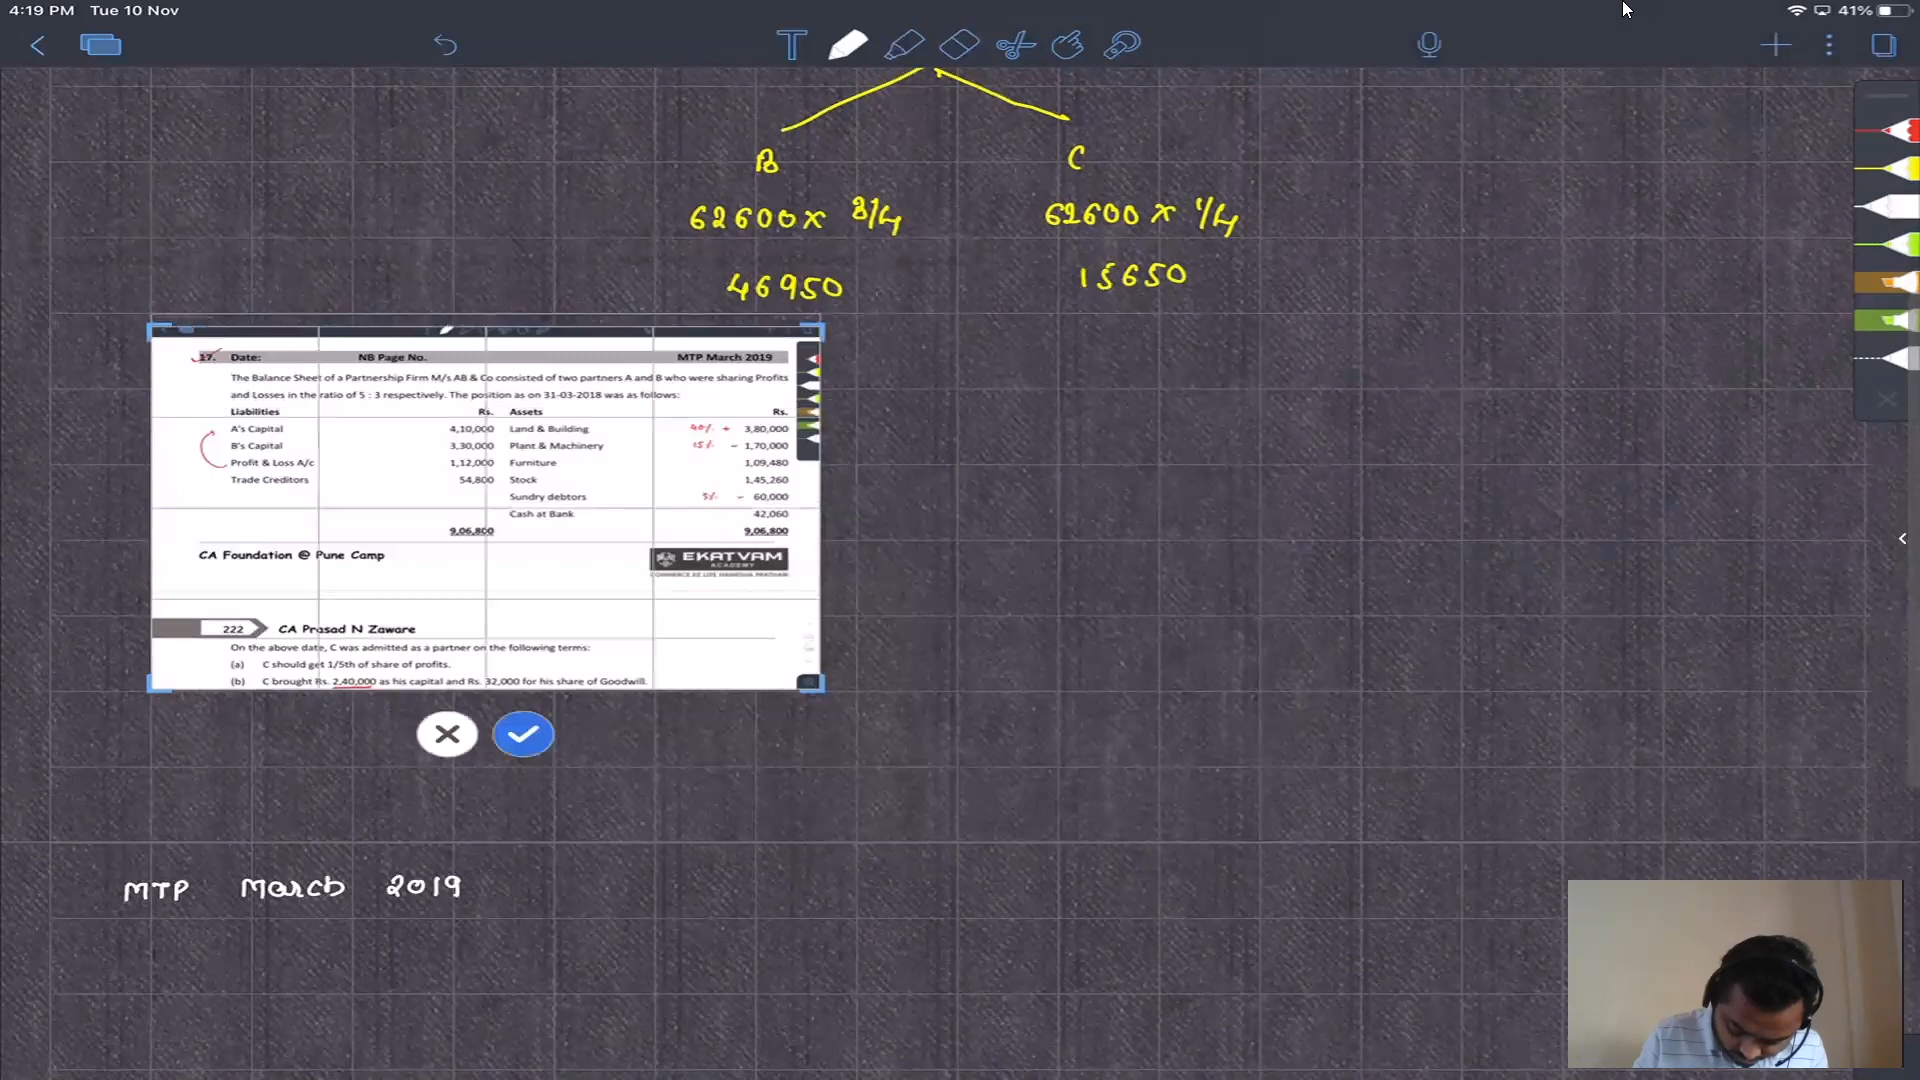 4:19 PM Tue 10 Nov
41%
B C
62600 x 3/4 62600 x 1/4
46950 15650
17. Date: NB Page No. MTP March 2019
The Balance Sheet of a Partnership Firm M/s AB & Co consisted of two partners A and B who were sharing Profits
and Losses in the ratio of 5 : 3 respectively. The position as on 31-03-2018 was as follows:
Liabilities Rs. Assets Rs.
A's Capital 4,10,000 Land & Building 40% + 3,80,000
B's Capital 3,30,000 Plant & Machinery 15% - 1,70,000
Profit & Loss A/c 1,12,000 Furniture 1,09,480
Trade Creditors 54,800 Stock 1,45,260
Sundry debtors 5% - 60,000
Cash at Bank 42,060
9,06,800 9,06,800
CA Foundation @ Pune Camp
EKATVAM
ACADEMY
222 CA Prasad N Zaware
On the above date, C was admitted as a partner on the following terms:
(a) C should get 1/5th of share of profits.
(b) C brought Rs. 2,40,000 as his capital and Rs. 32,000 for his share of Goodwill.
MTP March 2019